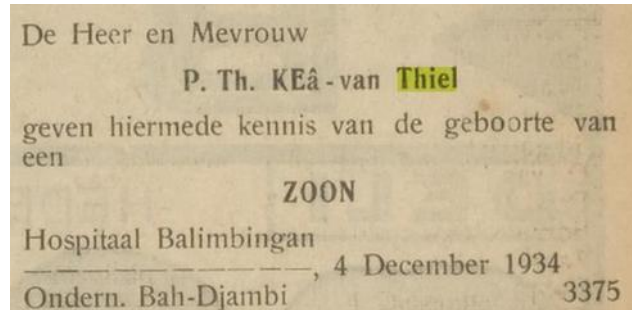 De Heer en Mevrouw
P. Th. KEâ - van Thiel
geven hiermede kennis van de geboorte van
een
ZOON
Hospitaal Balimbingan
——————————, 4 December 1934
Ondern. Bah-Djambi 3375